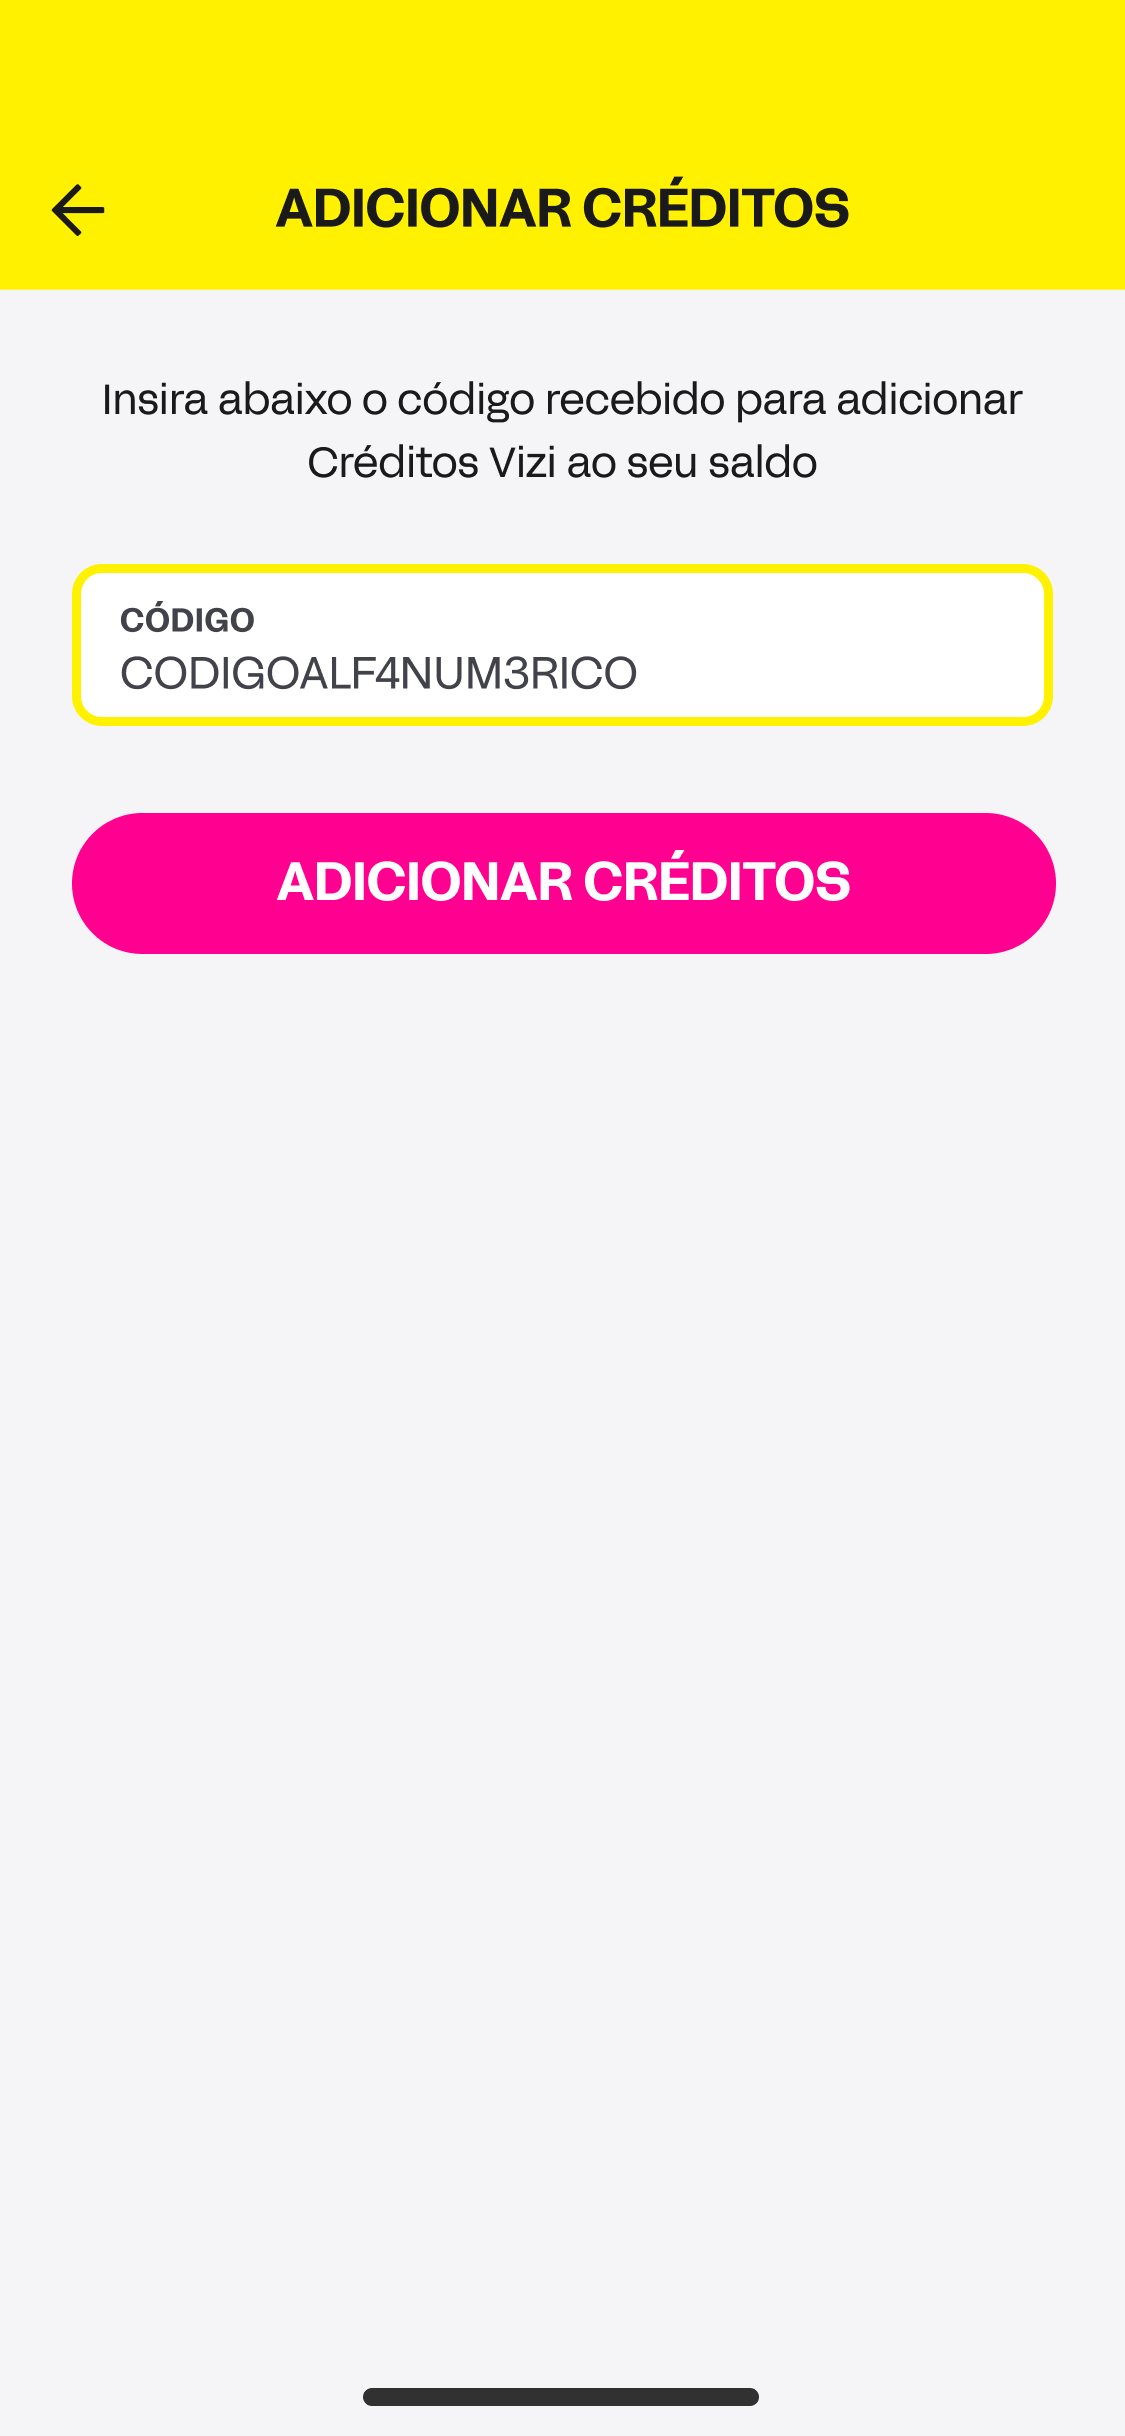 ADICIONAR CRÉDITOS
Insira abaixo o código recebido para adicionar
Créditos Vizi ao seu saldo
CÓDIGO
CODIGOALF4NUM3RICO
ADICIONAR CRÉDITOS